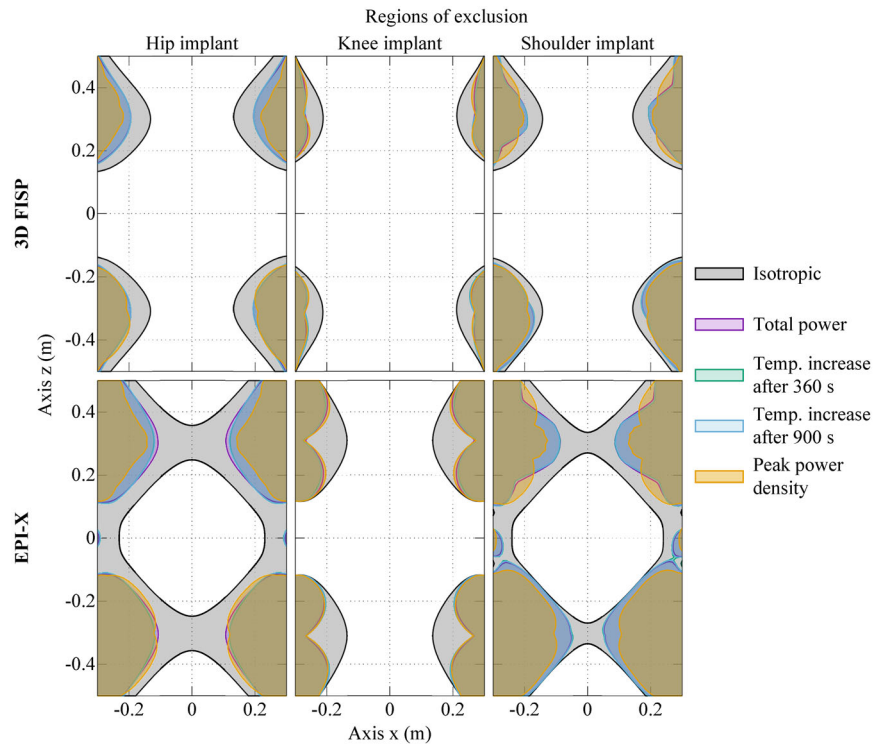 Regions of exclusion
Hip implant
Knee implant
Shoulder implant
3D FISP
0.4
0.2
0
-0.2
-0.4
EPI-X
0.4
0.2
0
-0.2
-0.4
Axis z (m)
-0.2
0
0.2
-0.2
0
0.2
-0.2
0
0.2
Axis x (m)
Isotropic
Total power
Temp. increase
after 360 s
Temp. increase
after 900 s
Peak power
density